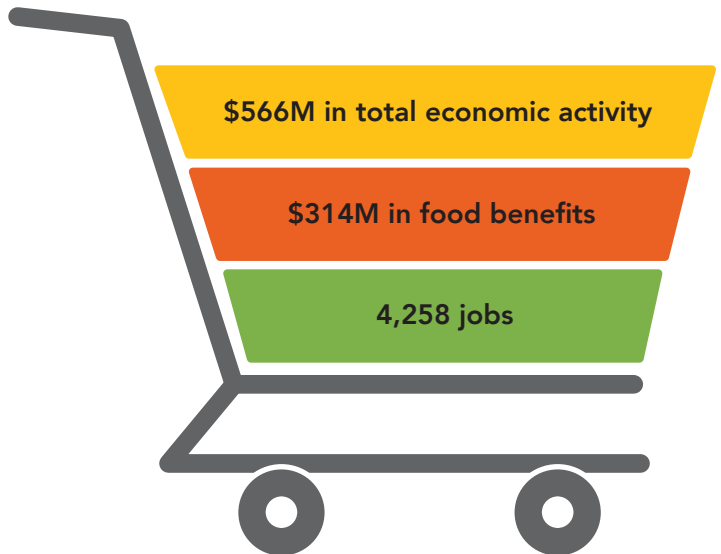 $566M in total economic activity
$314M in food benefits
4,258 jobs